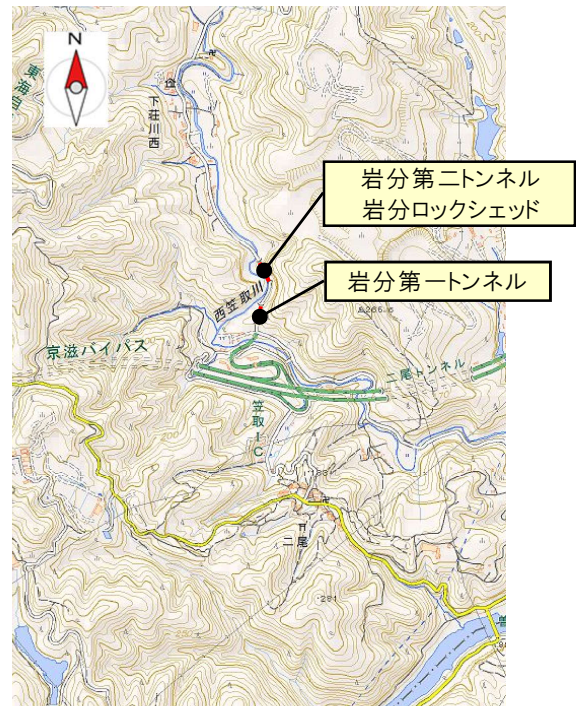 N
東海自
下荘川西
岩分第二トンネル
岩分ロックシェッド
岩分第一トンネル
西笠取川
京滋バイパス
二尾トンネル
笠取IC
二尾